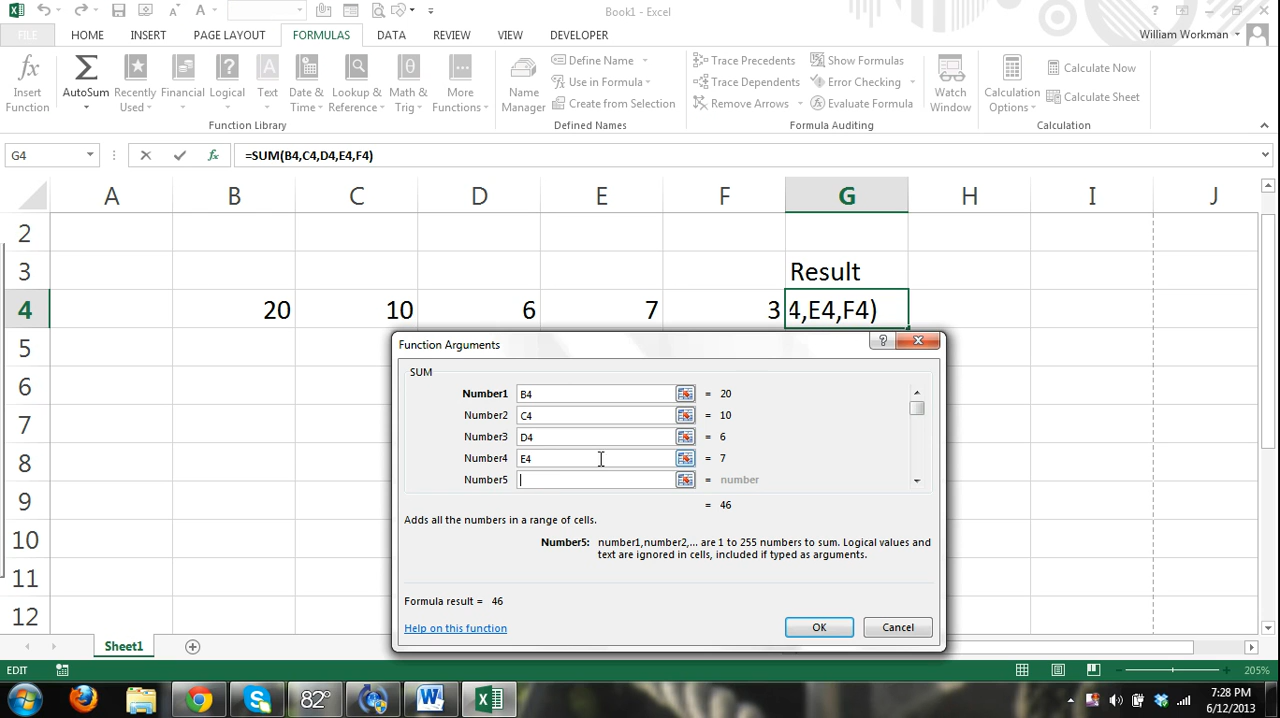 Book1 - Excel
FILE HOME INSERT PAGE LAYOUT FORMULAS DATA REVIEW VIEW DEVELOPER William Workman
Insert Function
AutoSum
Recently Used
Financial
Logical
Text
Date & Time
Lookup & Reference
Math & Trig
More Functions
Function Library
Name Manager
Define Name
Use in Formula
Create from Selection
Defined Names
Trace Precedents
Trace Dependents
Remove Arrows
Show Formulas
Error Checking
Evaluate Formula
Formula Auditing
Watch Window
Calculation Options
Calculate Now
Calculate Sheet
Calculation
G4 fx =SUM(B4,C4,D4,E4,F4)
A B C D E F G H I J
2
3 Result
4 20 10 6 7 3 4,E4,F4)
5
6
7
8
9
10
11
12
Function Arguments
SUM
Number1 B4 = 20
Number2 C4 = 10
Number3 D4 = 6
Number4 E4 = 7
Number5 = number
= 46
Adds all the numbers in a range of cells.
Number5: number1,number2,... are 1 to 255 numbers to sum. Logical values and
text are ignored in cells, included if typed as arguments.
Formula result = 46
Help on this function OK Cancel
Sheet1
EDIT 205%
82°
7:28 PM
6/12/2013